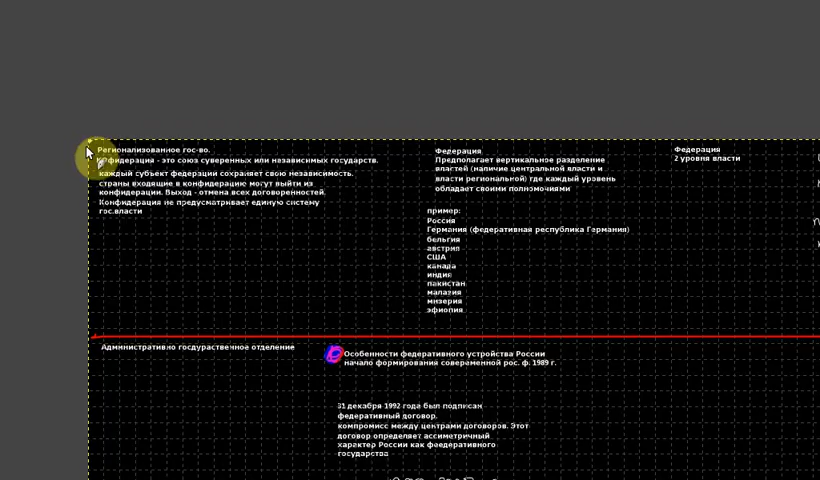 Регионализованное гос-во.
Конфидерация - это союз суверенных или независимых государств.
каждый субъект федерации сохраняет свою независимость.
страны входящие в конфидерацию могут выйти из
конфидерации. Выход - отмена всех договоренностей.
Конфидерация не предусматривает единую систему
гос.власти
Федерация
Предполагает вертикальное разделение
властей (наличие центральной власти и
власти региональной) где каждый уровень
обладает своими полномочиями
пример:
Россия
Германия (федеративная республика Германия)
бельгия
австрия
США
канада
индия
пакистан
малазия
нигерия
эфиопия
Федерация
2 уровня власти
Административно госдураственное отделение
Особенности федеративного устройства России
начало формирования совеременной рос. ф. 1989 г.
31 декабря 1992 года был подписан
федеративный договор.
компромисс между центрами договоров. Этот
договор определяет ассиметричный
характер России как феедеративного
государства